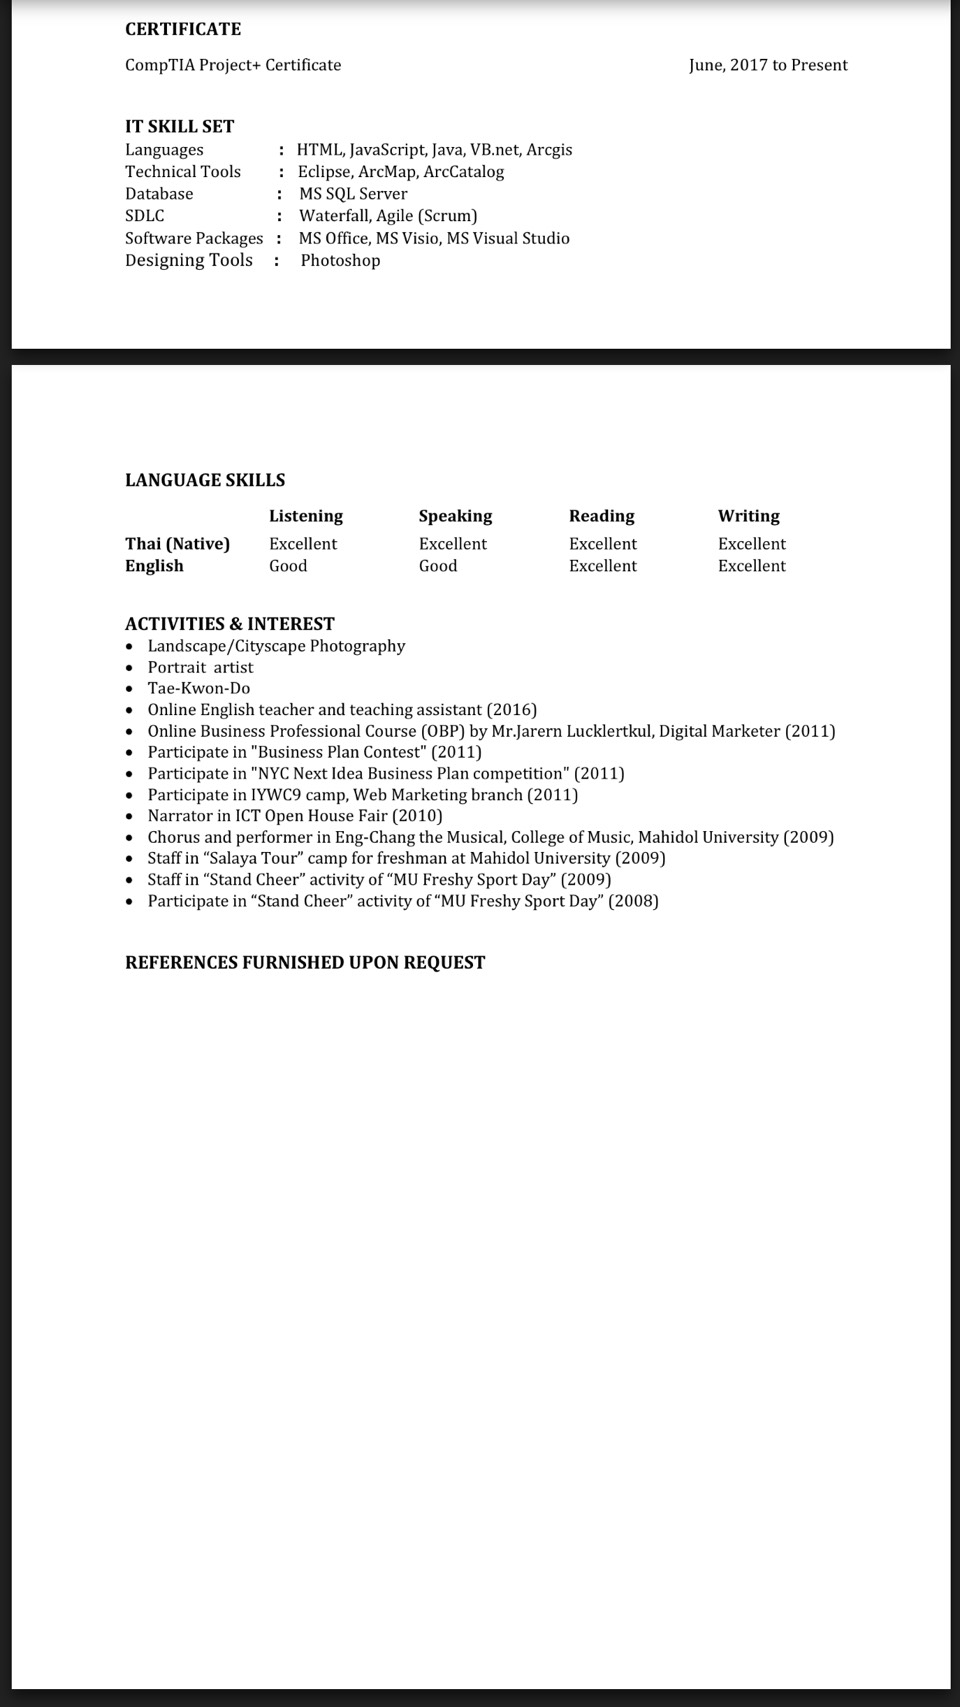 CERTIFICATE
CompTIA Project+ Certificate June, 2017 to Present
IT SKILL SET
Languages : HTML, JavaScript, Java, VB.net, Arcgis
Technical Tools : Eclipse, ArcMap, ArcCatalog
Database : MS SQL Server
SDLC : Waterfall, Agile (Scrum)
Software Packages : MS Office, MS Visio, MS Visual Studio
Designing Tools : Photoshop
LANGUAGE SKILLS
Listening Speaking Reading Writing
Thai (Native) Excellent Excellent Excellent Excellent
English Good Good Excellent Excellent
ACTIVITIES & INTEREST
• Landscape/Cityscape Photography
• Portrait artist
• Tae-Kwon-Do
• Online English teacher and teaching assistant (2016)
• Online Business Professional Course (OBP) by Mr.Jarern Lucklertkul, Digital Marketer (2011)
• Participate in "Business Plan Contest" (2011)
• Participate in "NYC Next Idea Business Plan competition" (2011)
• Participate in IYWC9 camp, Web Marketing branch (2011)
• Narrator in ICT Open House Fair (2010)
• Chorus and performer in Eng-Chang the Musical, College of Music, Mahidol University (2009)
• Staff in “Salaya Tour” camp for freshman at Mahidol University (2009)
• Staff in “Stand Cheer” activity of “MU Freshy Sport Day” (2009)
• Participate in “Stand Cheer” activity of “MU Freshy Sport Day” (2008)
REFERENCES FURNISHED UPON REQUEST